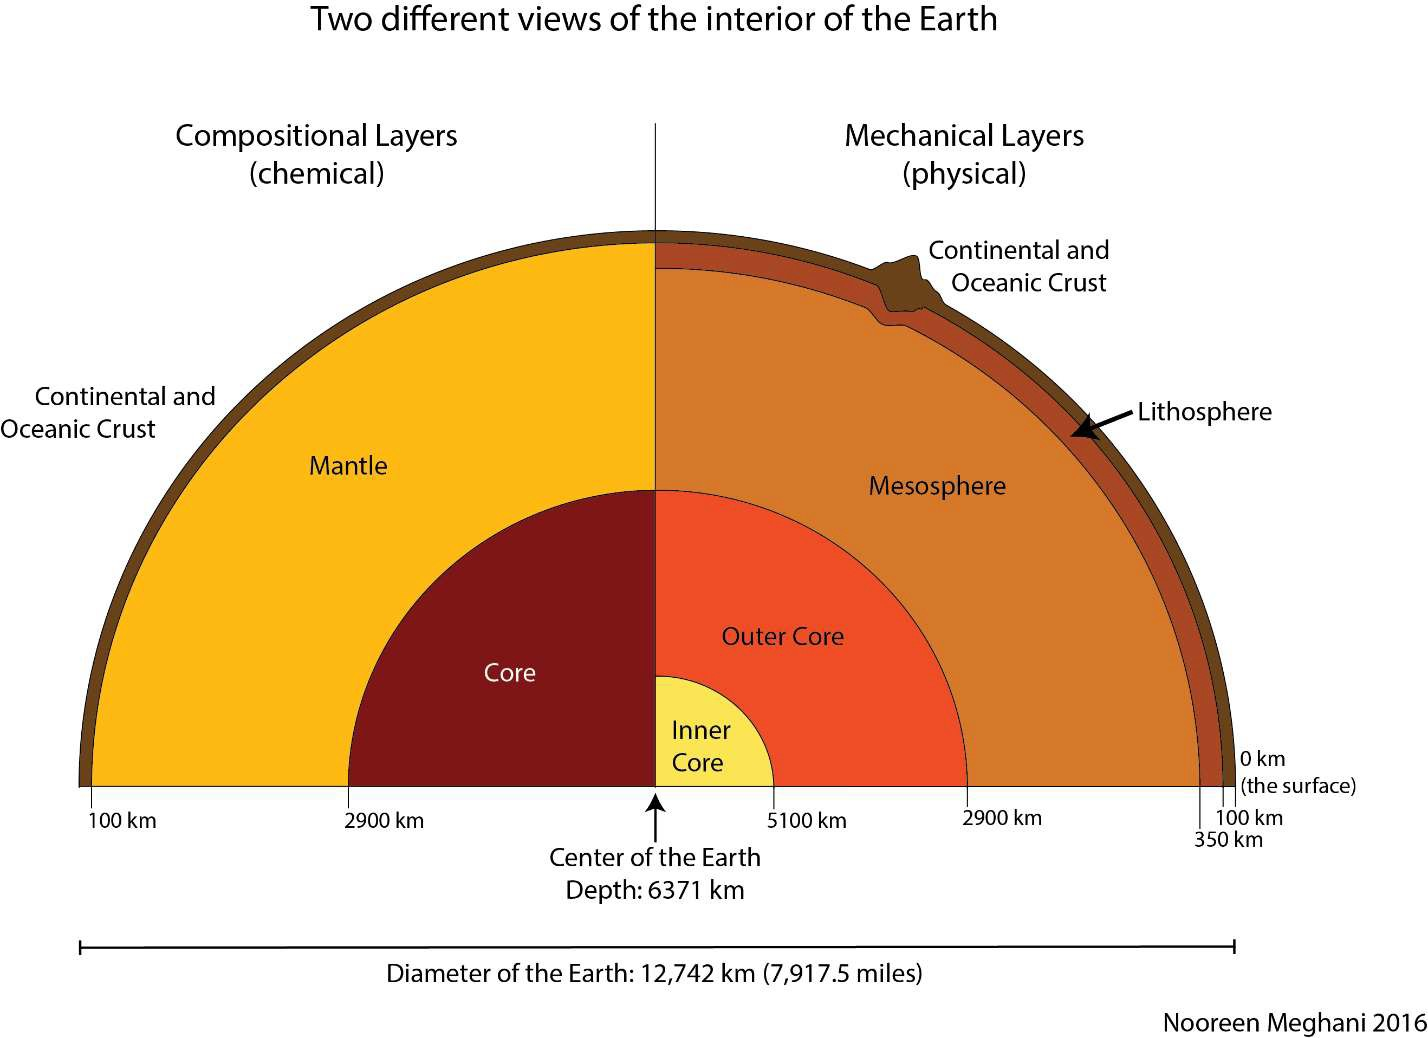 Two different views of the interior of the Earth
Compositional Layers
(chemical)
Mechanical Layers
(physical)
Continental and
Oceanic Crust
Continental and
Oceanic Crust
Lithosphere
Mantle
Mesosphere
Outer Core
Core
Inner
Core
0 km
(the surface)
100 km
2900 km
5100 km
2900 km
100 km
350 km
Center of the Earth
Depth: 6371 km
Diameter of the Earth: 12,742 km (7,917.5 miles)
Nooreen Meghani 2016